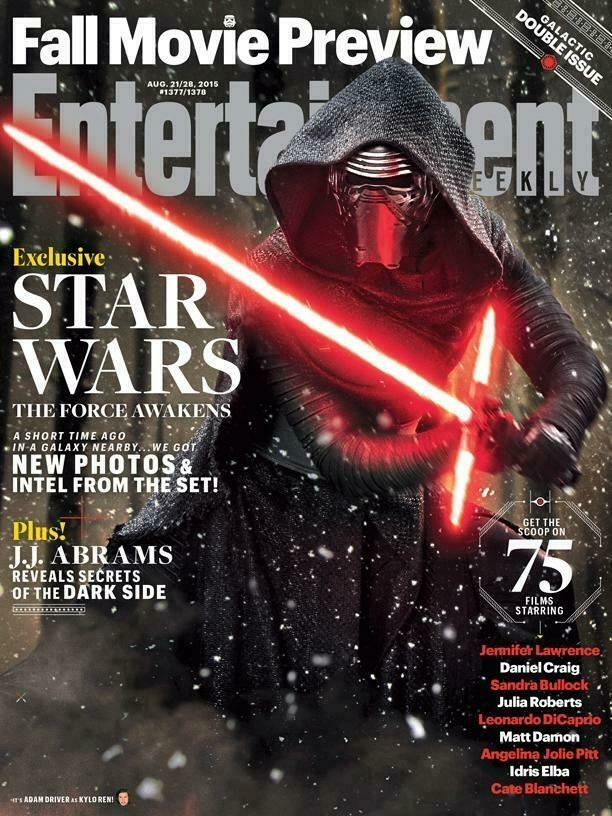 Fall Movie Preview
GALACTIC
DOUBLE ISSUE
AUG. 21/28, 2015
#1377/1378
Enterta ent
EEKLY
Exclusive
STAR
WARS
THE FORCE AWAKENS
A SHORT TIME AGO
IN A GALAXY NEARBY...WE GOT
NEW PHOTOS &
INTEL FROM THE SET!
Plus!
J.J. ABRAMS
REVEALS SECRETS
OF THE DARK SIDE
GET THE
SCOOP ON
75
FILMS
STARRING
Jennifer Lawrence
Daniel Craig
Sandra Bullock
Julia Roberts
Leonardo DiCaprio
Matt Damon
Angelina Jolie Pitt
Idris Elba
Cate Blanchett
*IT'S ADAM DRIVER AS KYLO REN!